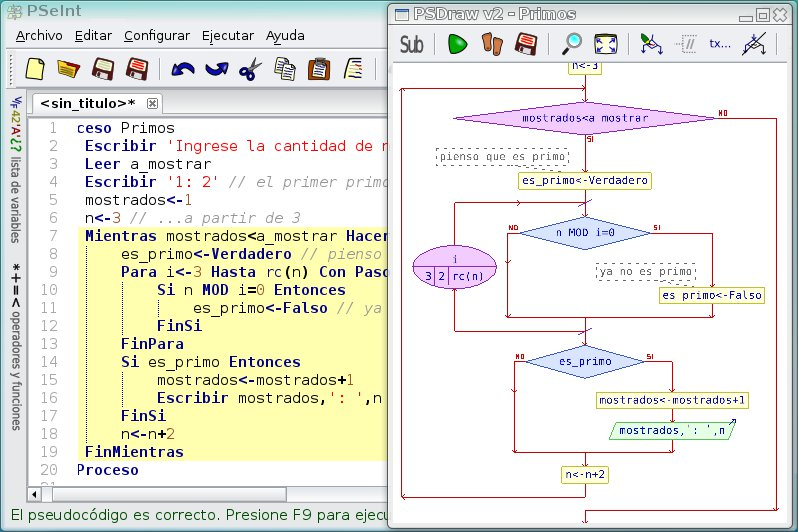 PSeInt
Archivo Editar Configurar Ejecutar Ayuda
<sin_titulo>*
lista de variables
* + = < operadores y funciones
1 ceso Primos
2 Escribir 'Ingrese la cantidad de
3 Leer a_mostrar
4 Escribir '1: 2' // el primer primo
5 mostrados<-1
6 n<-3 // ...a partir de 3
7 Mientras mostrados<a_mostrar Hacer
8 es_primo<-Verdadero // pienso
9 Para i<-3 Hasta rc(n) Con Paso
10 Si n MOD i=0 Entonces
11 es_primo<-Falso // ya
12 FinSi
13 FinPara
14 Si es_primo Entonces
15 mostrados<-mostrados+1
16 Escribir mostrados,': ',n
17 FinSi
18 n<-n+2
19 FinMientras
20 Proceso
El pseudocódigo es correcto. Presione F9 para ejecu
PSDraw v2 - Primos
Sub
tx...
n<-3
mostrados<a mostrar
NO
SI
pienso que es primo
es_primo<-Verdadero
n MOD i=0
NO
SI
i
3 2 rc(n)
ya no es primo
es primo<-Falso
es_primo
NO
SI
mostrados<-mostrados+1
mostrados,': ',n
n<-n+2